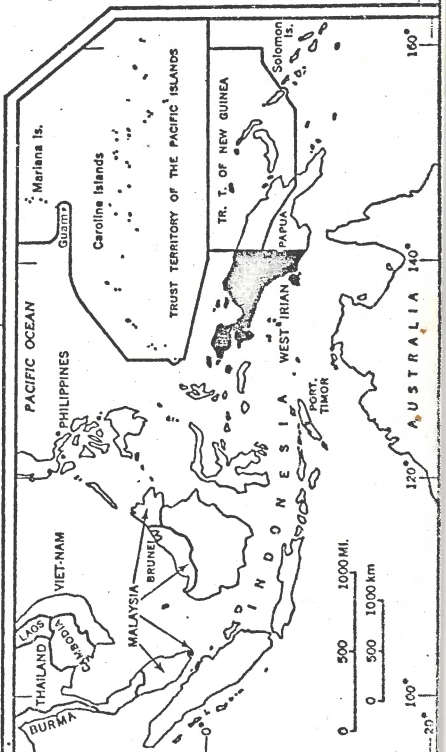 PACIFIC OCEAN
Mariana Is.
Guam
Caroline Islands
TRUST TERRITORY OF THE PACIFIC ISLANDS
TR. T. OF NEW GUINEA
Solomon
Is.
PAPUA
WEST IRIAN
PHILIPPINES
VIET-NAM
LAOS
THAILAND
CAMBODIA
BURMA
MALAYSIA
BRUNEI
INDONESIA
PORT.
TIMOR
AUSTRALIA
0 500 1000 Mi.
0 500 1000 km
0°
20°
100°
120°
140°
160°